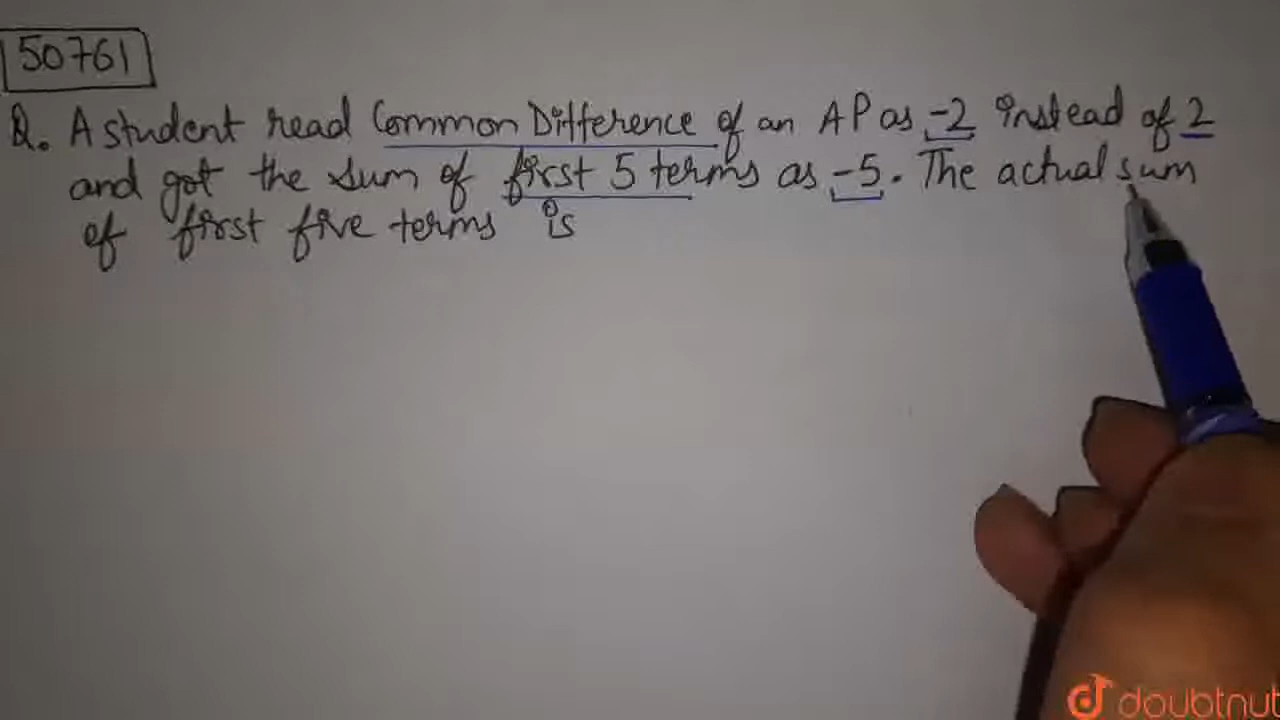 50761
Q. A student read Common Difference of an AP as -2 instead of 2
and got the sum of first 5 terms as -5. The actual sum
of first five terms is
doubtnut